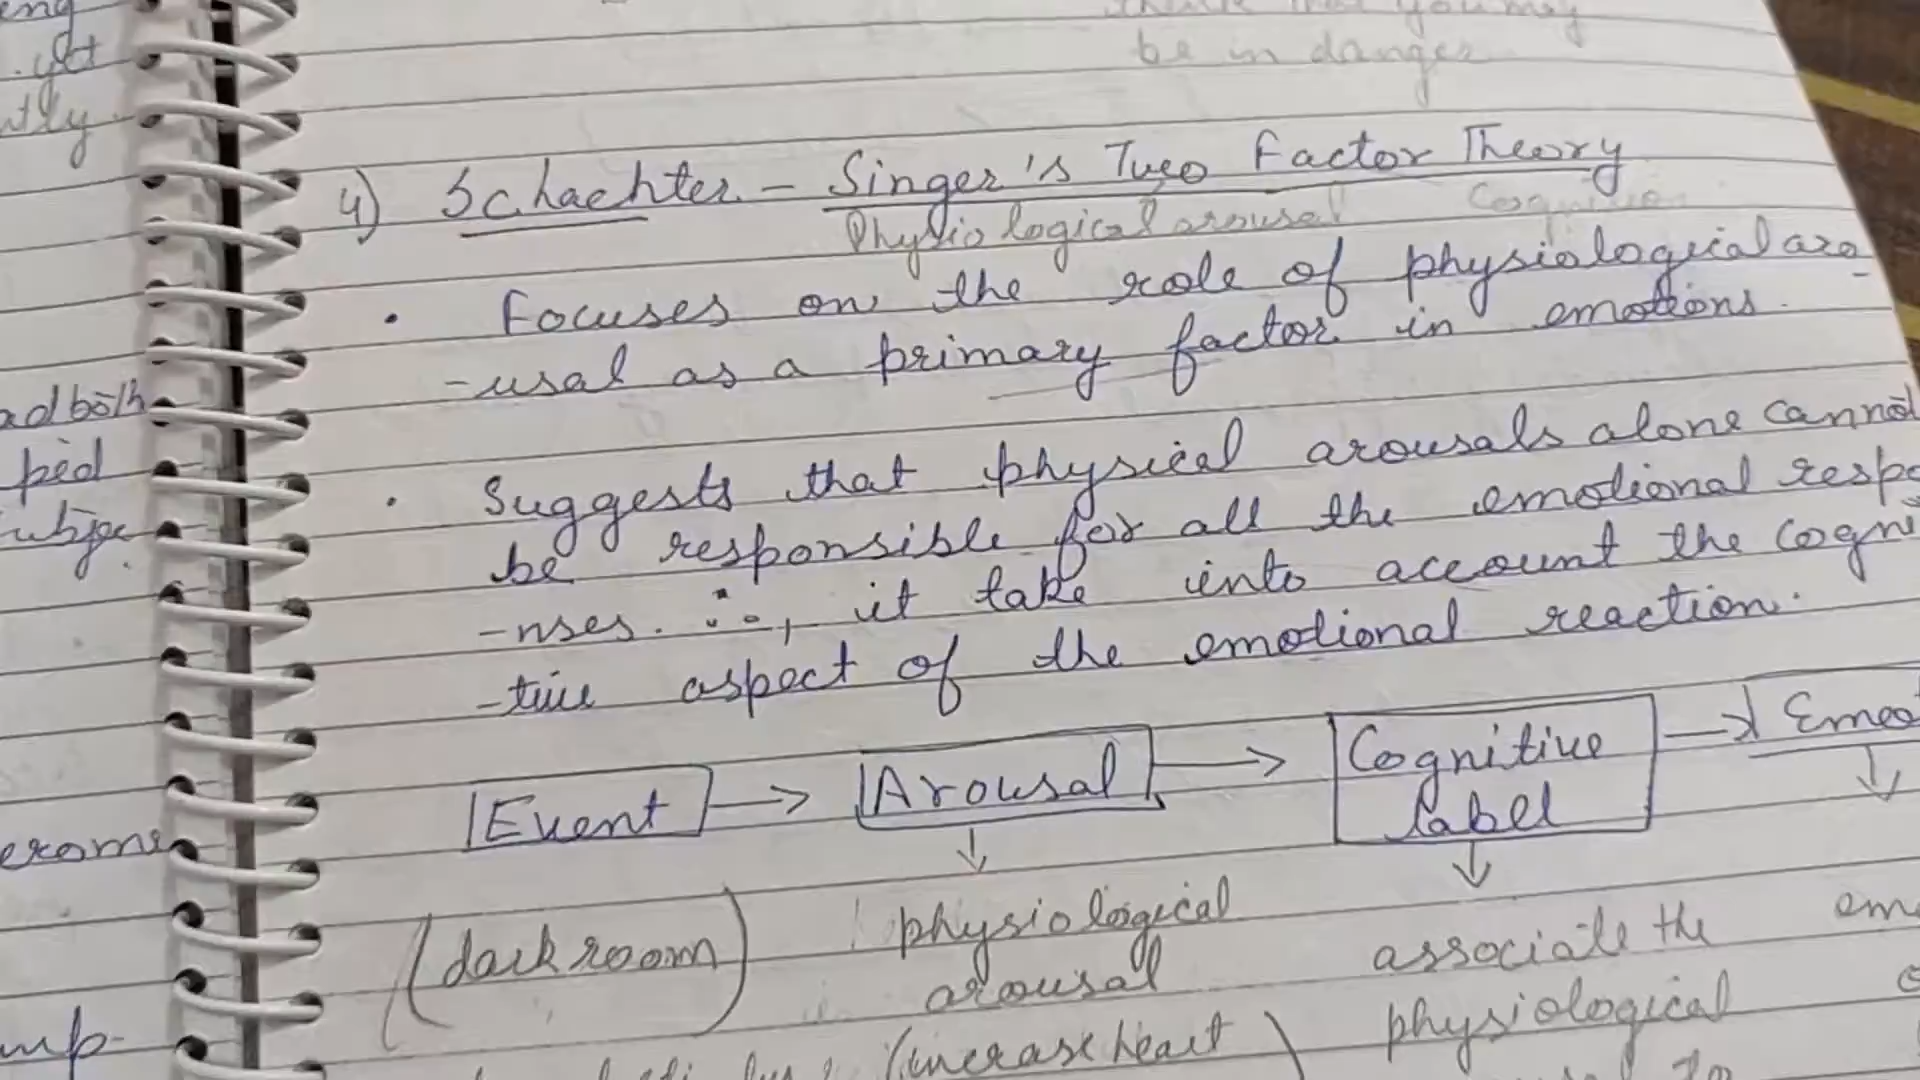 be in danger
4) Schachter - Singer's Two Factor Theory
Physiological arousal Cognition
• Focuses on the role of physiological aro
-usal as a primary factor in emotions.
• Suggests that physical arousals alone cannot
be responsible for all the emotional respo
-nses. ∴, it take into account the cogni
-tive aspect of the emotional reaction.
Event → Arousal → Cognitive → Emo
label
(dark room) physiological associate the
arousal physiological
(increase heart